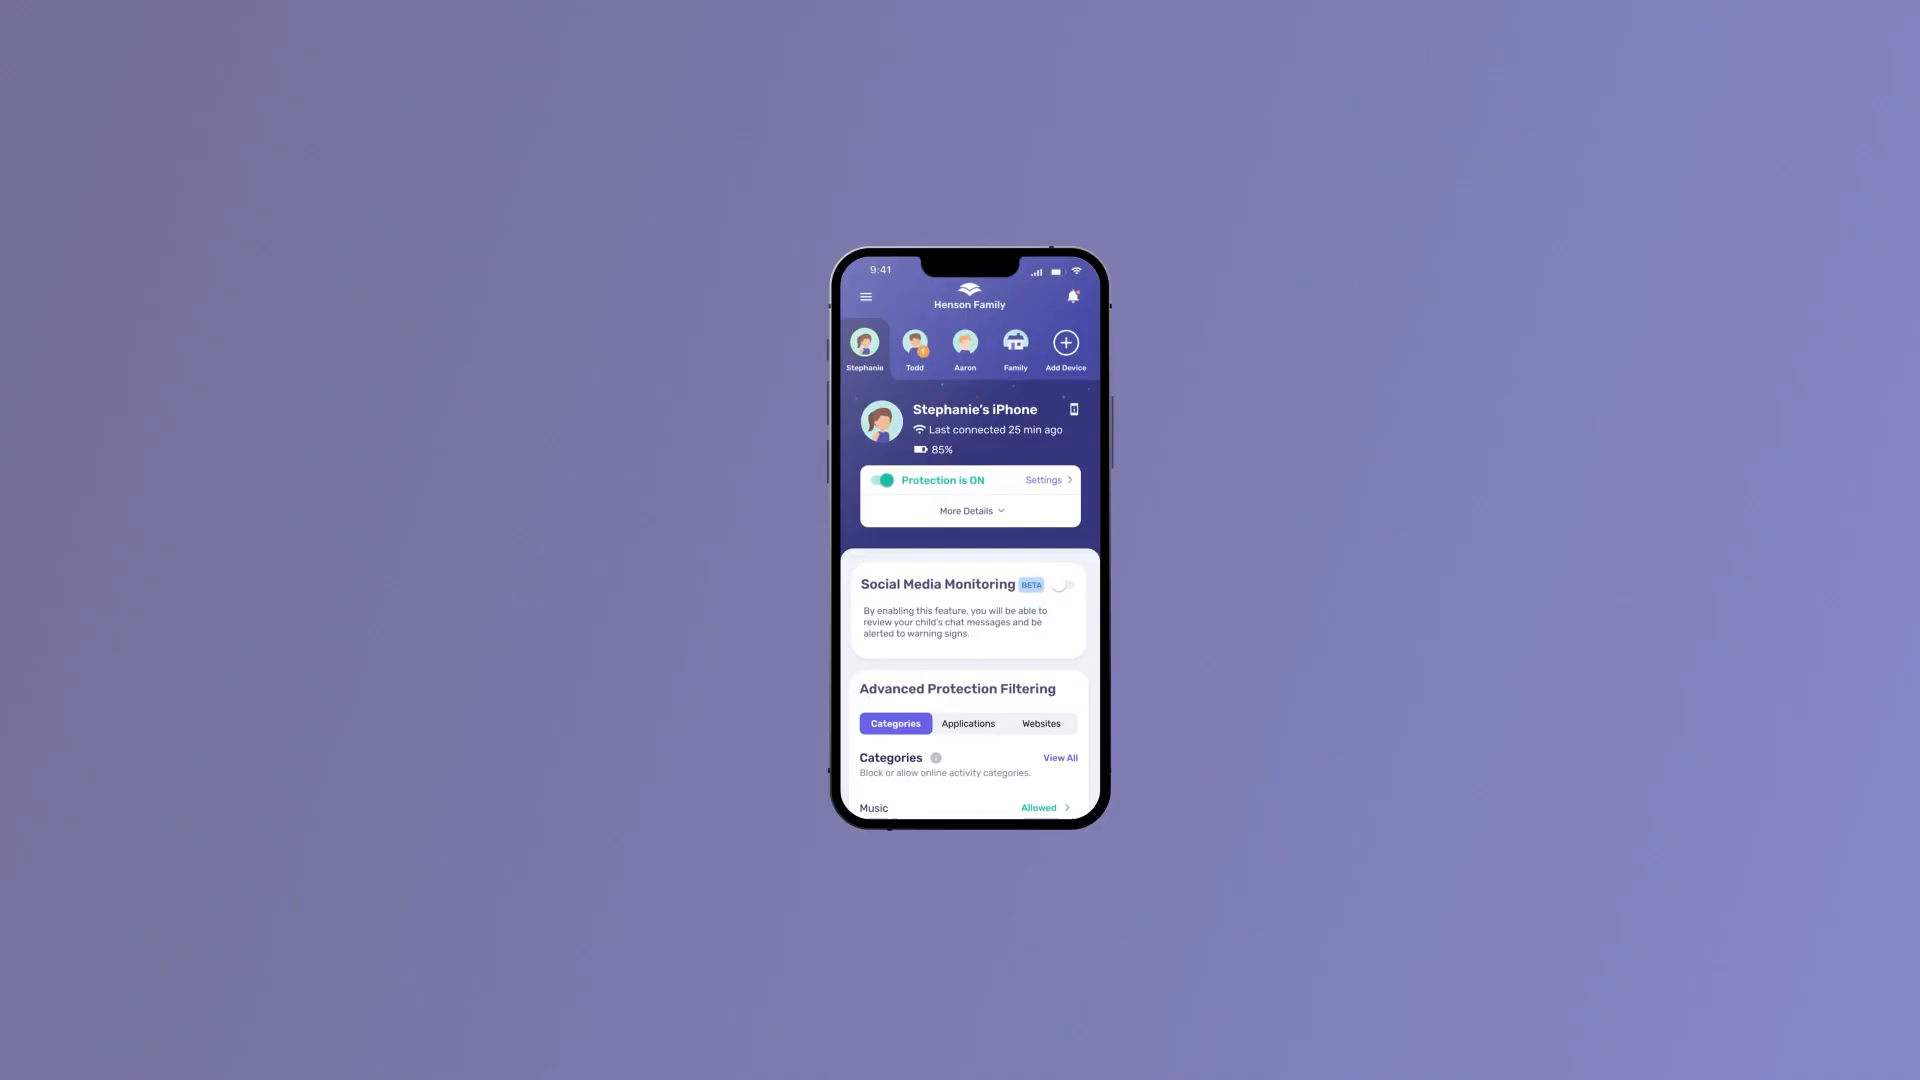 9:41
Henson Family
1
Stephanie Todd Aaron Family Add Device
Stephanie's iPhone
Last connected 25 min ago
85%
Protection is ON Settings
More Details
Social Media Monitoring BETA
By enabling this feature, you will be able to
review your child's chat messages and be
alerted to warning signs.
Advanced Protection Filtering
Categories Applications Websites
Categories View All
Block or allow online activity categories.
Music Allowed